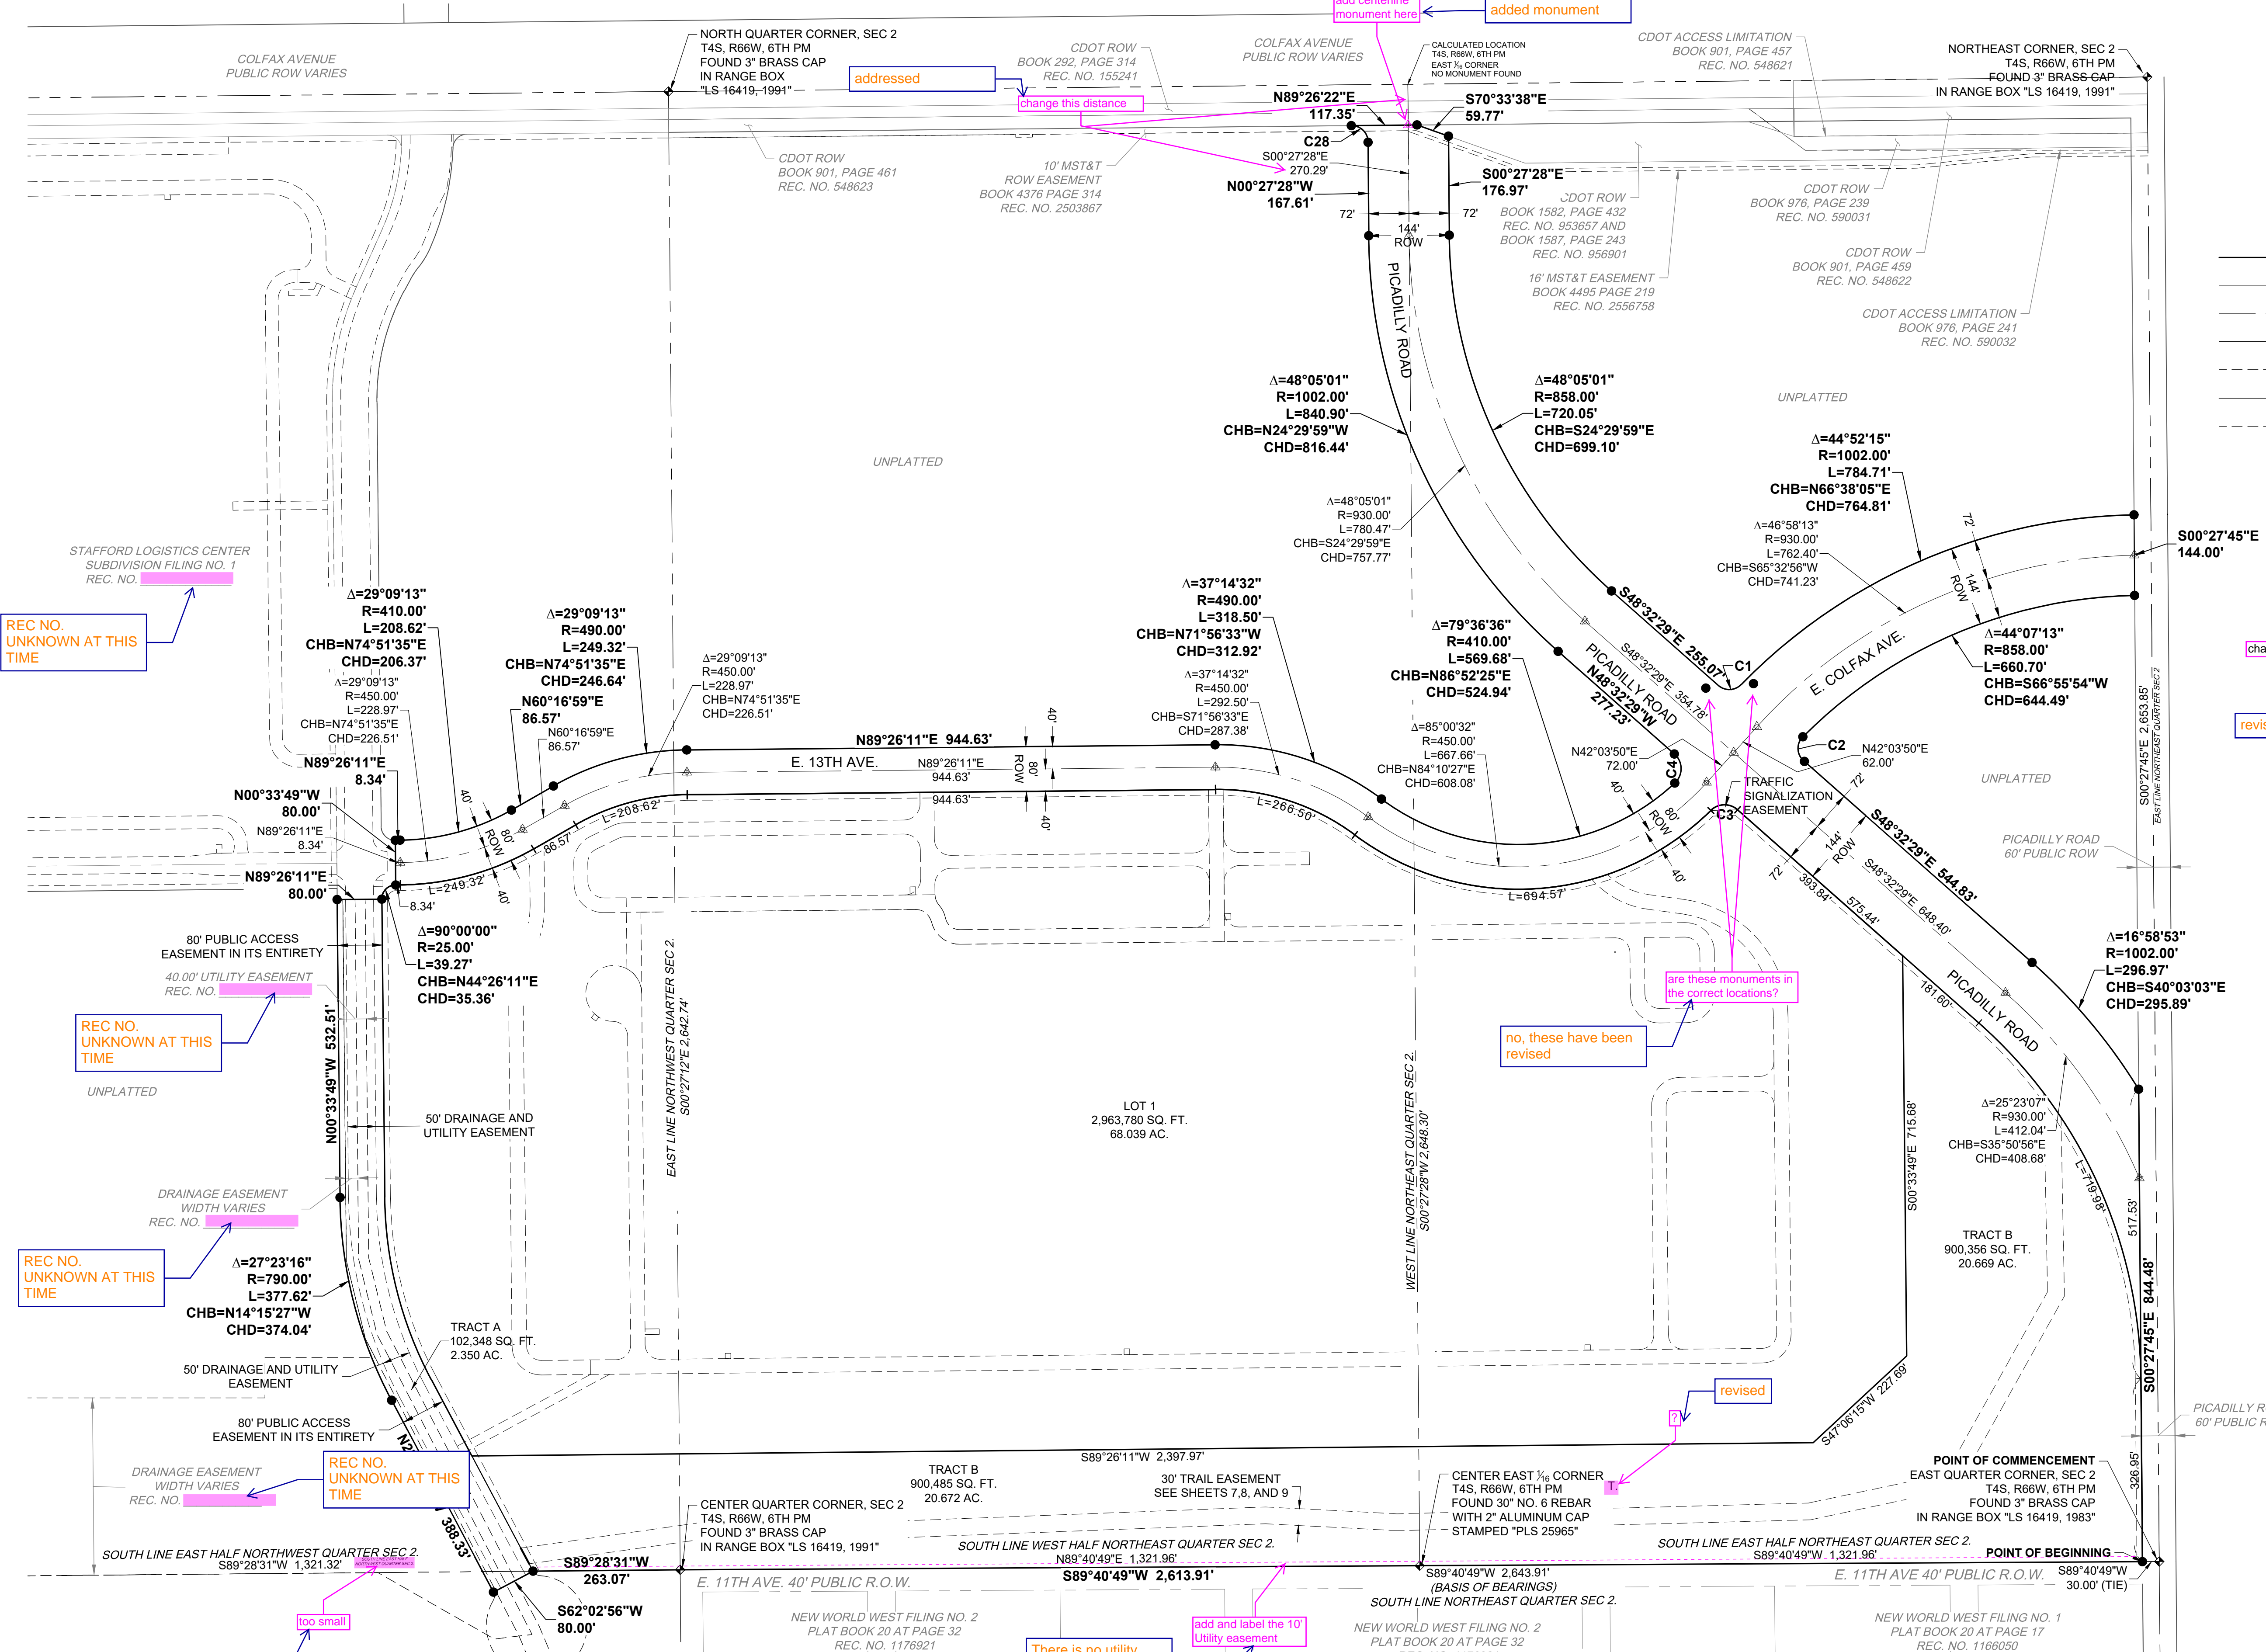 add centerline
monument here
added monument
COLFAX AVENUE
PUBLIC ROW VARIES
NORTH QUARTER CORNER, SEC 2
T4S, R66W, 6TH PM
FOUND 3" BRASS CAP
IN RANGE BOX
"LS 16419, 1991"
addressed
change this distance
CDOT ROW
BOOK 292, PAGE 314
REC. NO. 155241
COLFAX AVENUE
PUBLIC ROW VARIES
CALCULATED LOCATION
T4S, R66W, 6TH PM
EAST 1/16 CORNER
NO MONUMENT FOUND
CDOT ACCESS LIMITATION
BOOK 901, PAGE 457
REC. NO. 548621
NORTHEAST CORNER, SEC 2
T4S, R66W, 6TH PM
FOUND 3" BRASS CAP
IN RANGE BOX "LS 16419, 1991"
N89°26'22"E
117.35'
S70°33'38"E
59.77'
C28
S00°27'28"E
270.29'
N00°27'28"W
167.61'
S00°27'28"E
176.97'
72'
72'
144'
ROW
CDOT ROW
BOOK 901, PAGE 461
REC. NO. 548623
10' MST&T
ROW EASEMENT
BOOK 4376 PAGE 314
REC. NO. 2503867
CDOT ROW
BOOK 1582, PAGE 432
REC. NO. 953657 AND
BOOK 1587, PAGE 243
REC. NO. 956901
16' MST&T EASEMENT
BOOK 4495 PAGE 219
REC. NO. 2556758
CDOT ROW
BOOK 976, PAGE 239
REC. NO. 590031
CDOT ROW
BOOK 901, PAGE 459
REC. NO. 548622
CDOT ACCESS LIMITATION
BOOK 976, PAGE 241
REC. NO. 590032
PICADILLY ROAD
Δ=48°05'01"
R=1002.00'
L=840.90'
CHB=N24°29'59"W
CHD=816.44'
Δ=48°05'01"
R=858.00'
L=720.05'
CHB=S24°29'59"E
CHD=699.10'
UNPLATTED
UNPLATTED
Δ=48°05'01"
R=930.00'
L=780.47'
CHB=S24°29'59"E
CHD=757.77'
Δ=44°52'15"
R=1002.00'
L=784.71'
CHB=N66°38'05"E
CHD=764.81'
Δ=46°58'13"
R=930.00'
L=762.40'
CHB=S65°32'56"W
CHD=741.23'
72'
144'
ROW
S00°27'45"E
144.00'
STAFFORD LOGISTICS CENTER
SUBDIVISION FILING NO. 1
REC. NO.
REC NO.
UNKNOWN AT THIS
TIME
Δ=29°09'13"
R=410.00'
L=208.62'
CHB=N74°51'35"E
CHD=206.37'
Δ=29°09'13"
R=450.00'
L=228.97'
CHB=N74°51'35"E
CHD=226.51'
Δ=29°09'13"
R=490.00'
L=249.32'
CHB=N74°51'35"E
CHD=246.64'
N60°16'59"E
86.57'
N60°16'59"E
86.57'
Δ=29°09'13"
R=450.00'
L=228.97'
CHB=N74°51'35"E
CHD=226.51'
Δ=37°14'32"
R=490.00'
L=318.50'
CHB=N71°56'33"W
CHD=312.92'
Δ=37°14'32"
R=450.00'
L=292.50'
CHB=S71°56'33"E
CHD=287.38'
Δ=79°36'36"
R=410.00'
L=569.68'
CHB=N86°52'25"E
CHD=524.94'
Δ=85°00'32"
R=450.00'
L=667.66'
CHB=N84°10'27"E
CHD=608.08'
S48°32'29"E 255.07'
S48°32'29"E 354.78'
PICADILLY ROAD
N48°32'29"W
277.23'
C1
E. COLFAX AVE.
Δ=44°07'13"
R=858.00'
L=660.70'
CHB=S66°55'54"W
CHD=644.49'
cha
revis
C2
N42°03'50"E
72.00'
N42°03'50"E
62.00'
C4
C3
TRAFFIC
SIGNALIZATION
EASEMENT
UNPLATTED
S00°27'45"E 2,653.85'
EAST LINE NORTHEAST QUARTER SEC 2
N89°26'11"E 944.63'
E. 13TH AVE.
N89°26'11"E
944.63'
944.63'
40'
80'
ROW
40'
N89°26'11"E
8.34'
N00°33'49"W
80.00'
N89°26'11"E
8.34'
N89°26'11"E
80.00'
40'
80'
ROW
40'
L=249.32'
8.34'
86.57'
L=208.62'
L=266.50'
L=694.57'
40'
80'
ROW
40'
72'
144'
ROW
72'
S48°32'29"E 544.83'
S48°32'29"E 648.40'
393.84'
575.44'
181.60'
PICADILLY ROAD
PICADILLY ROAD
60' PUBLIC ROW
Δ=16°58'53"
R=1002.00'
L=296.97'
CHB=S40°03'03"E
CHD=295.89'
80' PUBLIC ACCESS
EASEMENT IN ITS ENTIRETY
40.00' UTILITY EASEMENT
REC. NO.
REC NO.
UNKNOWN AT THIS
TIME
Δ=90°00'00"
R=25.00'
L=39.27'
CHB=N44°26'11"E
CHD=35.36'
N00°33'49"W 532.51'
UNPLATTED
50' DRAINAGE AND
UTILITY EASEMENT
EAST LINE NORTHWEST QUARTER SEC 2.
S00°27'12"E 2,642.74'
are these monuments in
the correct locations?
no, these have been
revised
LOT 1
2,963,780 SQ. FT.
68.039 AC.
WEST LINE NORTHEAST QUARTER SEC 2.
S00°27'28"W 2,648.30'
S00°33'49"E 715.68'
Δ=25°23'07"
R=930.00'
L=412.04'
CHB=S35°50'56"E
CHD=408.68'
L=719.98'
517.53'
S00°27'45"E 844.48'
TRACT B
900,356 SQ. FT.
20.669 AC.
DRAINAGE EASEMENT
WIDTH VARIES
REC. NO.
REC NO.
UNKNOWN AT THIS
TIME
Δ=27°23'16"
R=790.00'
L=377.62'
CHB=N14°15'27"W
CHD=374.04'
TRACT A
102,348 SQ. FT.
2.350 AC.
50' DRAINAGE AND UTILITY
EASEMENT
80' PUBLIC ACCESS
EASEMENT IN ITS ENTIRETY
REC NO.
UNKNOWN AT THIS
TIME
DRAINAGE EASEMENT
WIDTH VARIES
REC. NO.
388.33'
revised
?
T.
S47°06'15"W 227.69'
PICADILLY R
60' PUBLIC R
326.95'
S89°26'11"W 2,397.97'
TRACT B
900,485 SQ. FT.
20.672 AC.
30' TRAIL EASEMENT
SEE SHEETS 7,8, AND 9
CENTER QUARTER CORNER, SEC 2
T4S, R66W, 6TH PM
FOUND 3" BRASS CAP
IN RANGE BOX "LS 16419, 1991"
CENTER EAST 1/16 CORNER
T4S, R66W, 6TH PM
FOUND 30" NO. 6 REBAR
WITH 2" ALUMINUM CAP
STAMPED "PLS 25965"
POINT OF COMMENCEMENT
EAST QUARTER CORNER, SEC 2
T4S, R66W, 6TH PM
FOUND 3" BRASS CAP
IN RANGE BOX "LS 16419, 1983"
SOUTH LINE EAST HALF NORTHWEST QUARTER SEC 2.
S89°28'31"W 1,321.32'
SOUTH LINE EAST HALF
NORTHWEST QUARTER SEC 2
too small
S89°28'31"W
263.07'
S62°02'56"W
80.00'
SOUTH LINE WEST HALF NORTHEAST QUARTER SEC 2.
N89°40'49"E 1,321.96'
S89°40'49"W 2,613.91'
E. 11TH AVE. 40' PUBLIC R.O.W.
SOUTH LINE EAST HALF NORTHEAST QUARTER SEC 2.
S89°40'49"W 1,321.96'
POINT OF BEGINNING
S89°40'49"W 2,643.91'
(BASIS OF BEARINGS)
SOUTH LINE NORTHEAST QUARTER SEC 2.
E. 11TH AVE 40' PUBLIC R.O.W.
S89°40'49"W
30.00' (TIE)
NEW WORLD WEST FILING NO. 2
PLAT BOOK 20 AT PAGE 32
REC. NO. 1176921
There is no utility
add and label the 10'
Utility easement
NEW WORLD WEST FILING NO. 2
PLAT BOOK 20 AT PAGE 32
NEW WORLD WEST FILING NO. 1
PLAT BOOK 20 AT PAGE 17
REC. NO. 1166050